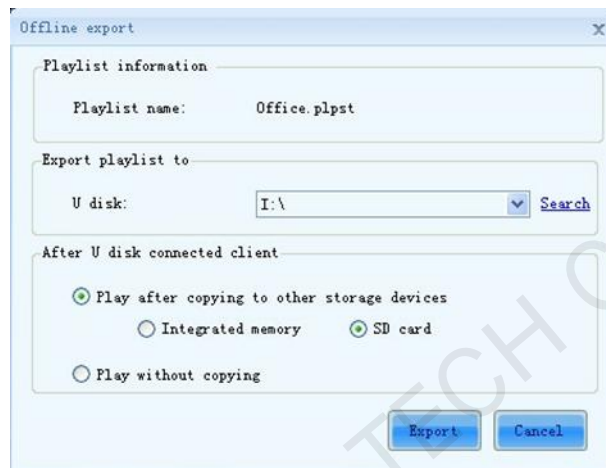 Offline export x
Playlist information
Playlist name: Office.plpst
Export playlist to
U disk: I:\ Search
After U disk connected client
Play after copying to other storage devices
Integrated memory SD card
Play without copying
Export Cancel
TECH